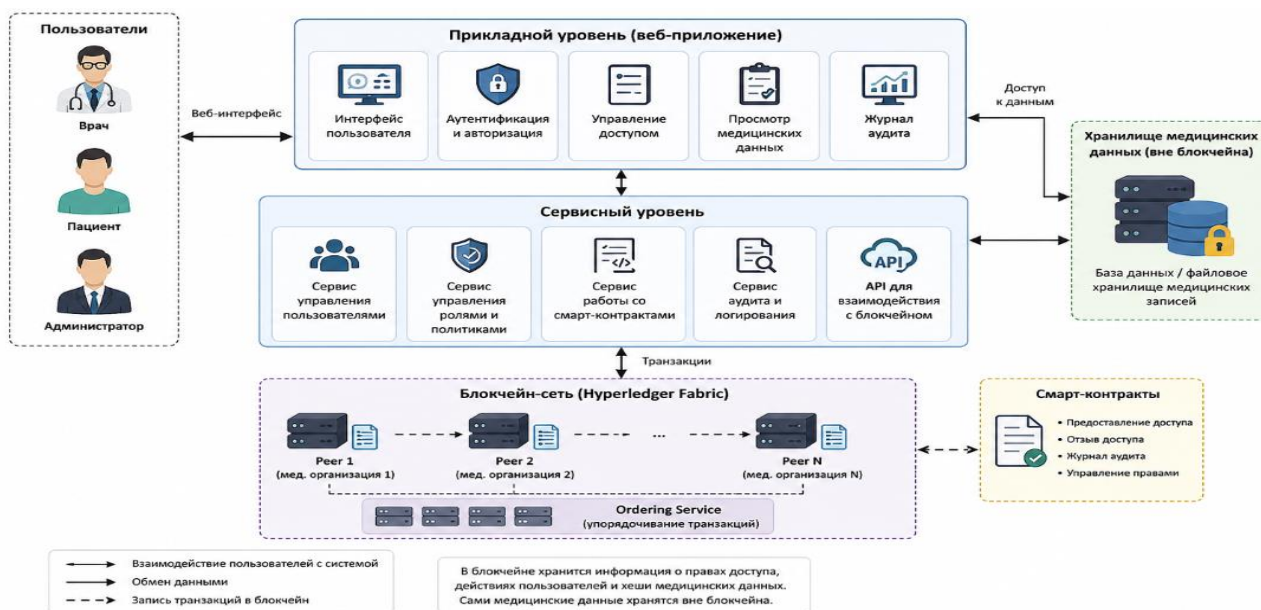 Пользователи
Врач
Пациент
Администратор
Веб-интерфейс
Прикладной уровень (веб-приложение)
Интерфейс
пользователя
Аутентификация
и авторизация
Управление
доступом
Просмотр
медицинских
данных
Журнал
аудита
Доступ
к данным
Хранилище медицинских
данных (вне блокчейна)
База данных / файловое
хранилище медицинских
записей
Сервисный уровень
Сервис
управления
пользователями
Сервис
управления
ролями и
политиками
Сервис
работы со
смарт-контрактами
Сервис
аудита и
логирования
API
API для
взаимодействия
с блокчейном
Транзакции
Блокчейн-сеть (Hyperledger Fabric)
Peer 1
(мед. организация 1)
Peer 2
(мед. организация 2)
...
Peer N
(мед. организация N)
Ordering Service
(упорядочивание транзакций)
Смарт-контракты
• Предоставление доступа
• Отзыв доступа
• Журнал аудита
• Управление правами
Взаимодействие пользователей с системой
Обмен данными
Запись транзакций в блокчейн
В блокчейне хранится информация о правах доступа,
действиях пользователей и хеши медицинских данных.
Сами медицинские данные хранятся вне блокчейна.